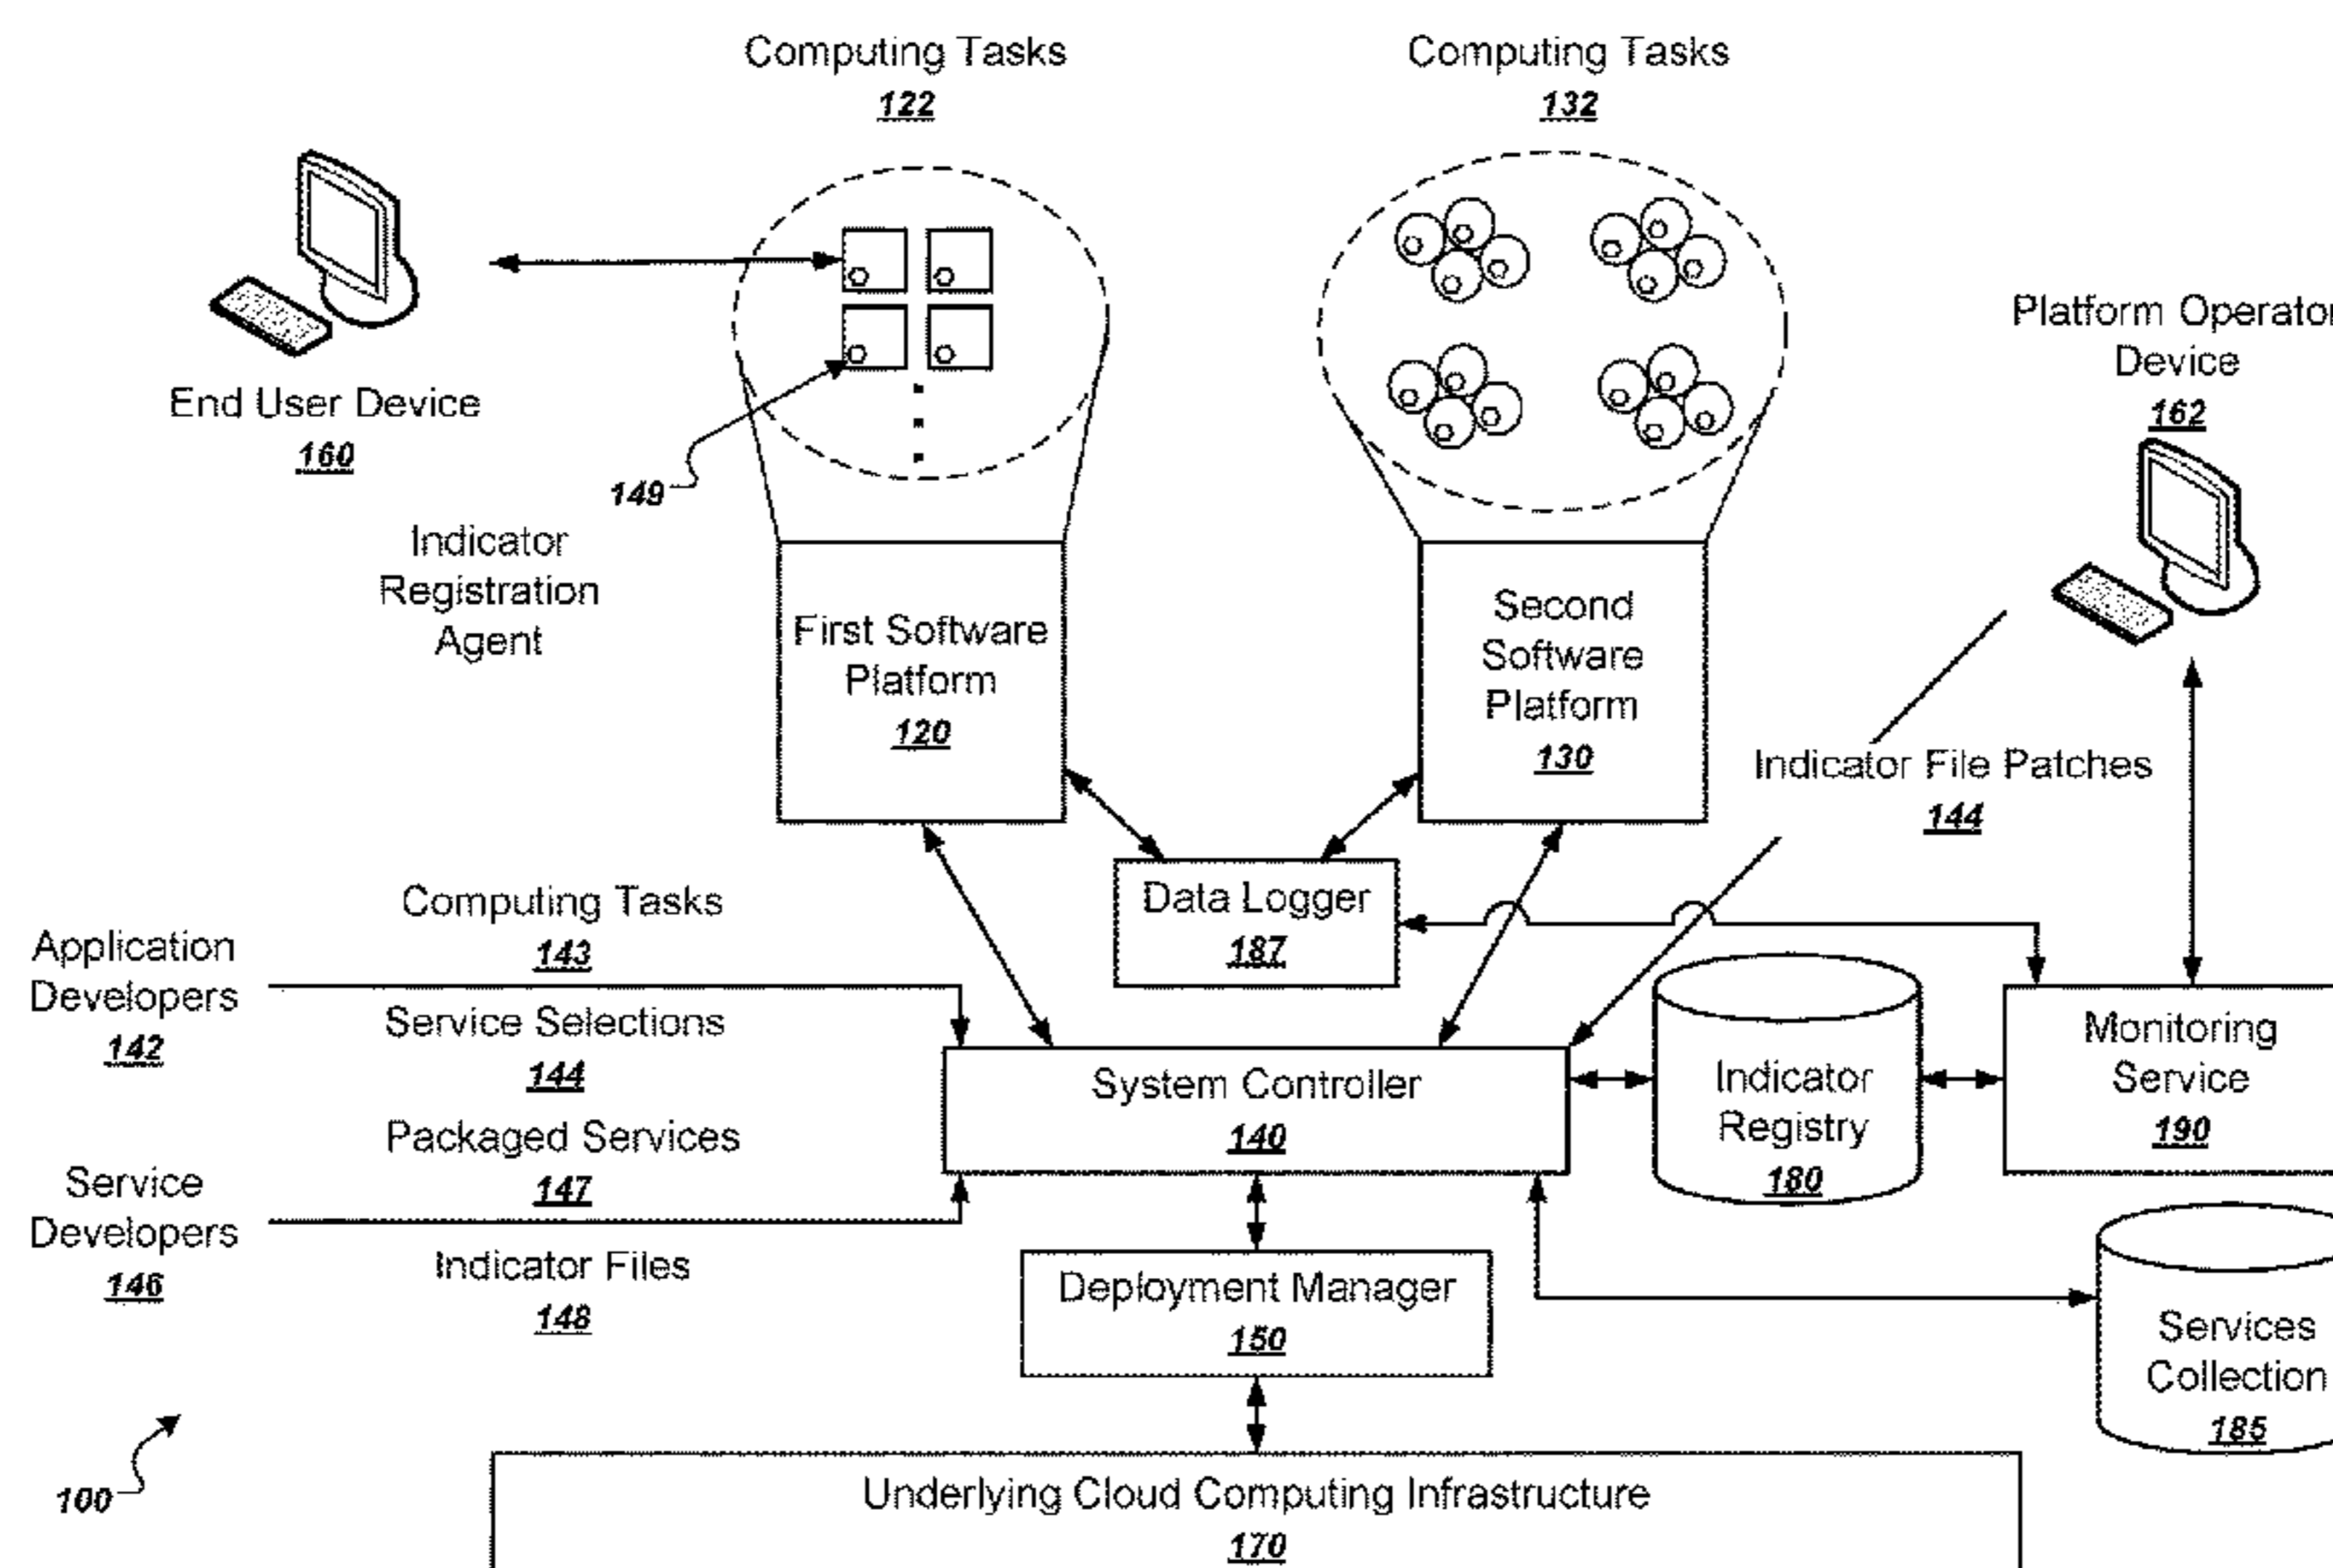 Computing Tasks
122
Computing Tasks
132
End User Device
160
Platform Operator
Device
162
149
Indicator
Registration
Agent
First Software
Platform
120
Second
Software
Platform
130
Indicator File Patches
144
Data Logger
187
Computing Tasks
143
Application
Developers
142
Service Selections
144
System Controller
140
Indicator
Registry
180
Monitoring
Service
190
Packaged Services
147
Service
Developers
146
Indicator Files
148
Deployment Manager
150
Services
Collection
185
100
Underlying Cloud Computing Infrastructure
170